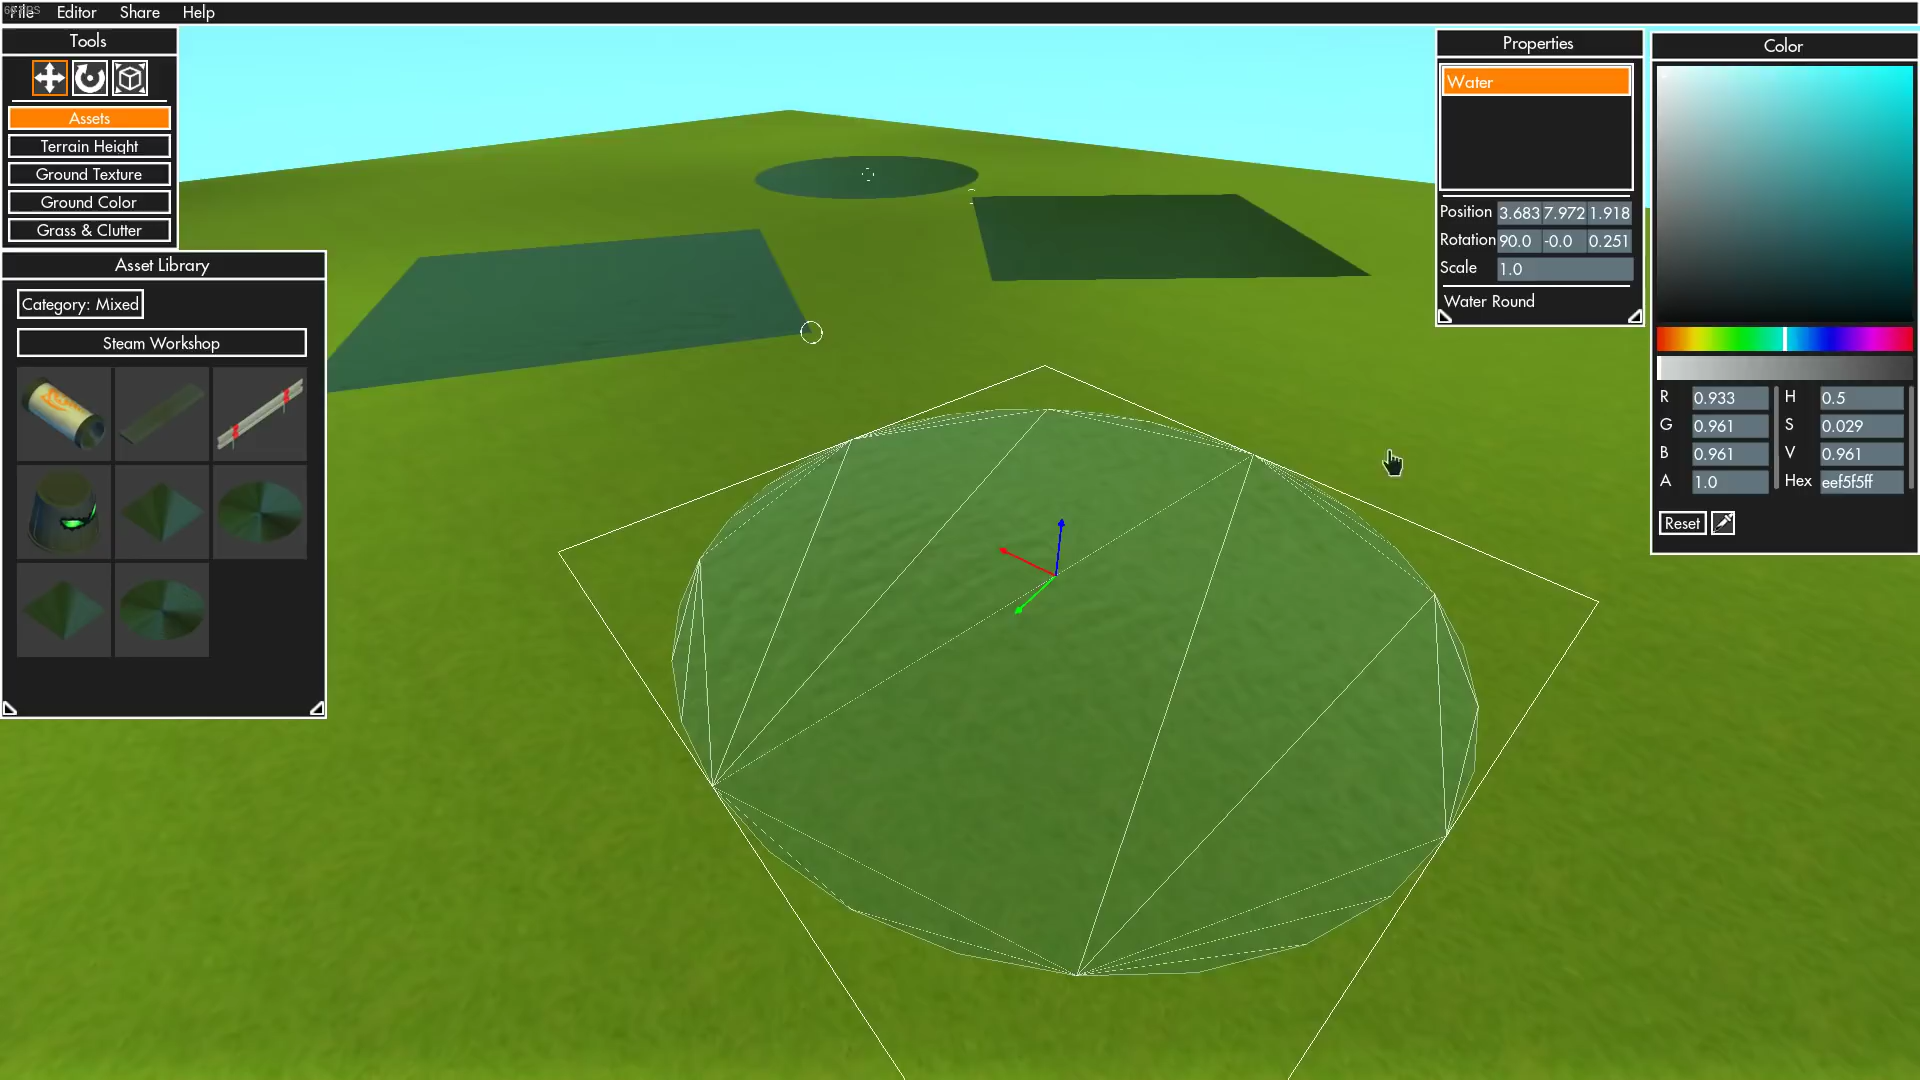 File Editor Share Help
Tools
Assets
Terrain Height
Ground Texture
Ground Color
Grass & Clutter
Asset Library
Category: Mixed
Steam Workshop
Properties
Water
Position 3.683 7.972 1.918
Rotation 90.0 -0.0 0.251
Scale 1.0
Water Round
Color
R 0.933 H 0.5
G 0.961 S 0.029
B 0.961 V 0.961
A 1.0 Hex eef5f5ff
Reset